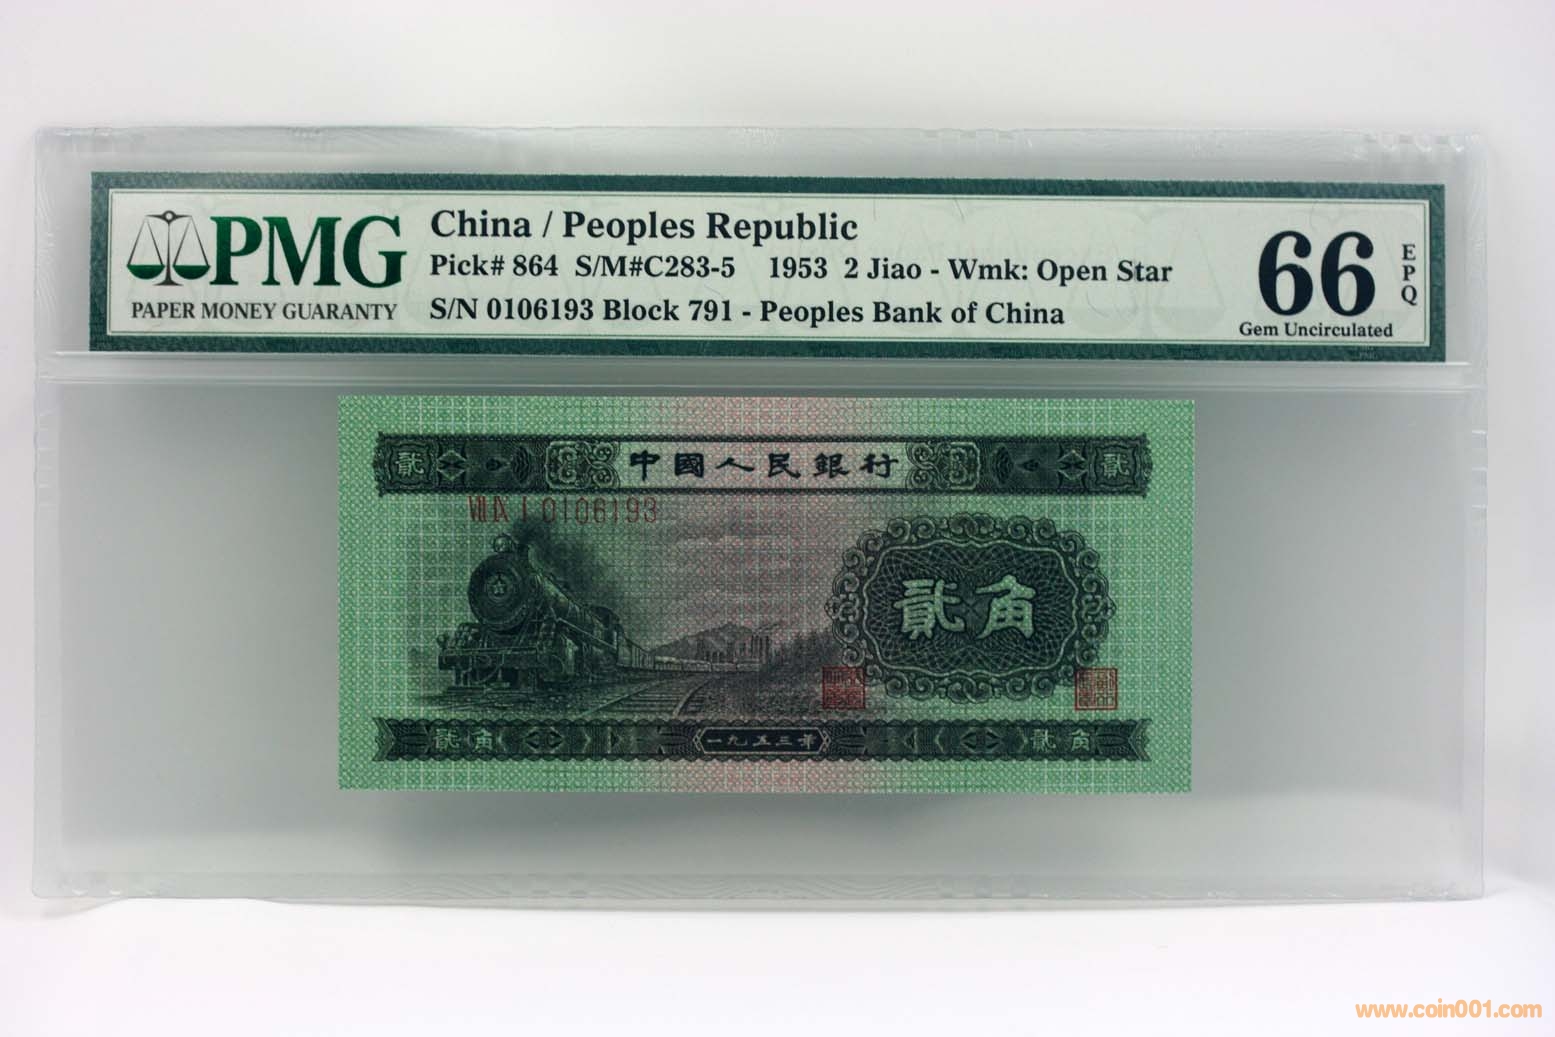 PMG
PAPER MONEY GUARANTY
China / Peoples Republic
Pick# 864 S/M#C283-5 1953 2 Jiao - Wmk: Open Star
S/N 0106193 Block 791 - Peoples Bank of China
66
EPQ
Gem Uncirculated
貳 中國人民銀行 貳
ⅧⅨⅠ 0106193
貳角
貳角 一九五三年 貳角
www.coin001.com